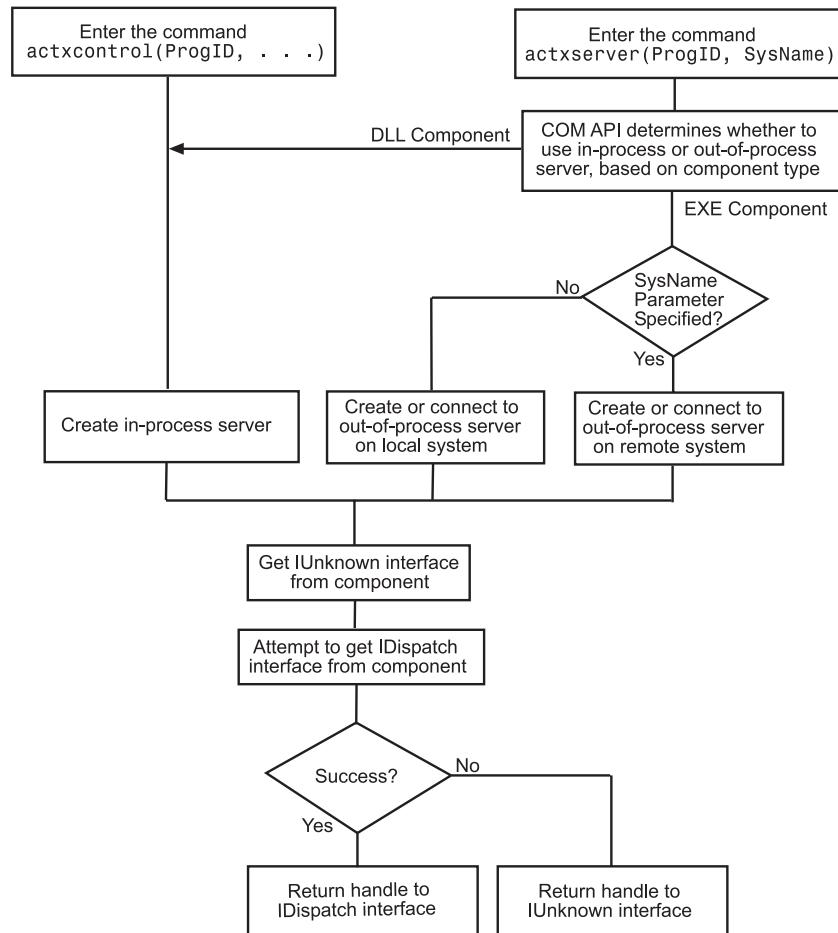 Enter the command
actxcontrol(ProgID, . . .)
Enter the command
actxserver(ProgID, SysName)
DLL Component
COM API determines whether to
use in-process or out-of-process
server, based on component type
EXE Component
No
SysName
Parameter
Specified?
Yes
Create in-process server
Create or connect to
out-of-process server
on local system
Create or connect to
out-of-process server
on remote system
Get IUnknown interface
from component
Attempt to get IDispatch
interface from component
Success?
No
Yes
Return handle to
IDispatch interface
Return handle to
IUnknown interface